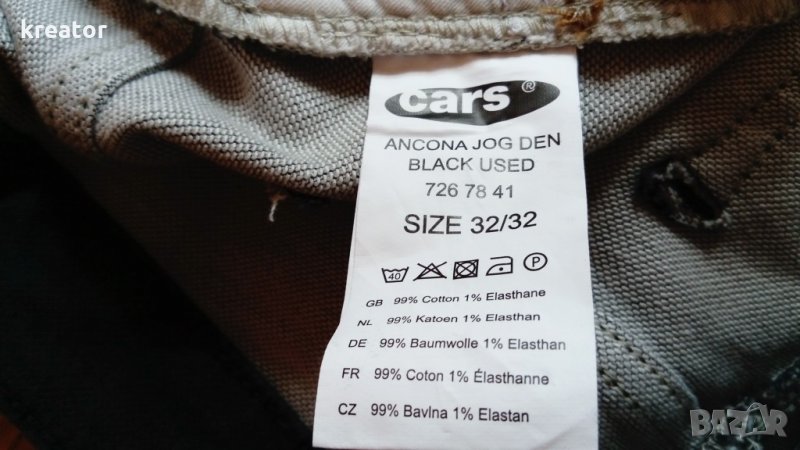 kreator
cars ®
ANCONA JOG DEN
BLACK USED
726 78 41
SIZE 32/32
40 P
GB 99% Cotton 1% Elasthane
NL 99% Katoen 1% Elasthan
DE 99% Baumwolle 1% Elasthan
FR 99% Coton 1% Élasthanne
CZ 99% Bavlna 1% Elastan
BAZAR